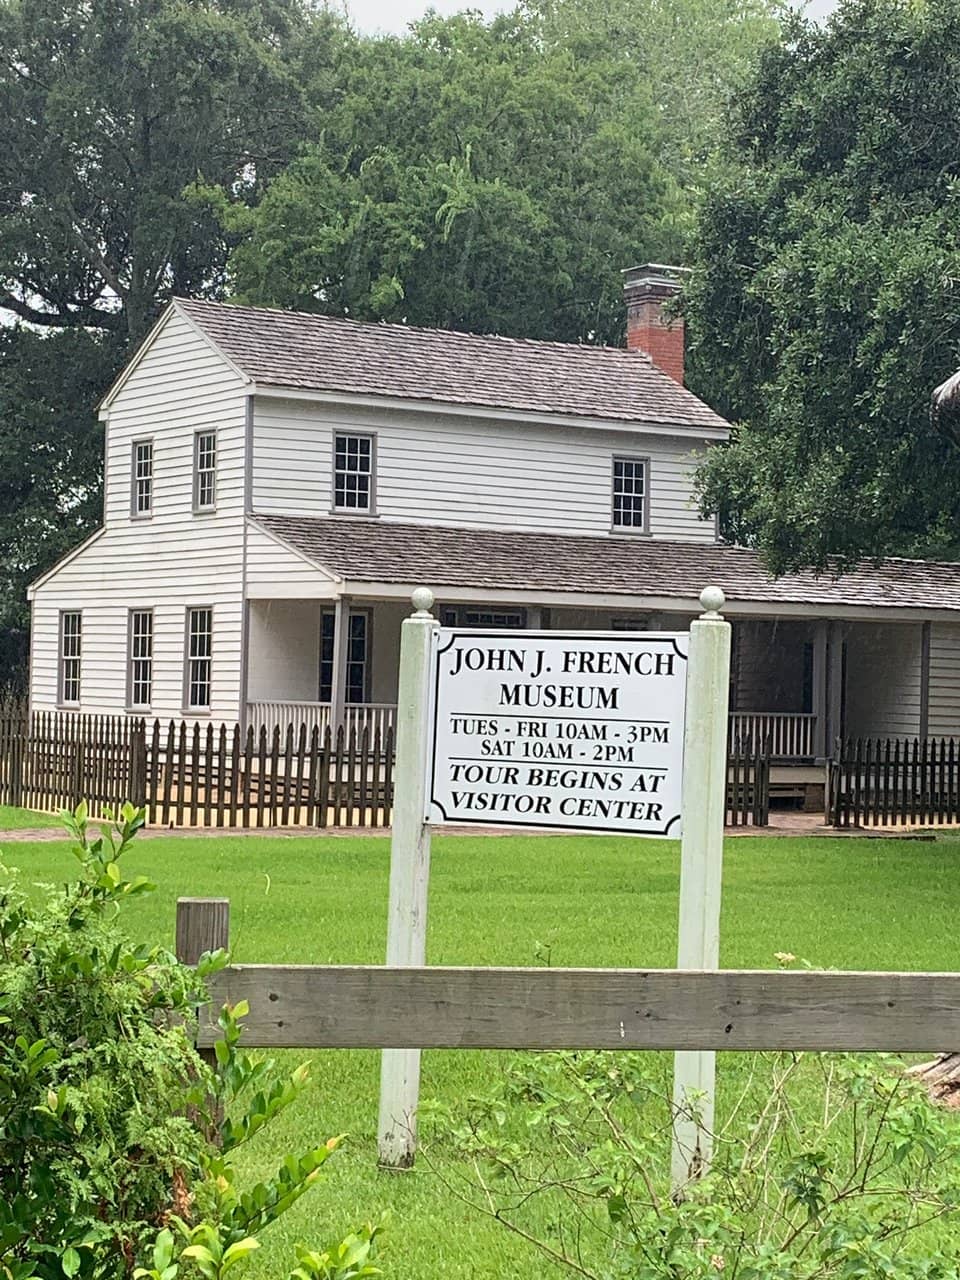 JOHN J. FRENCH
MUSEUM
TUES - FRI 10AM - 3PM
SAT 10AM - 2PM
TOUR BEGINS AT
VISITOR CENTER